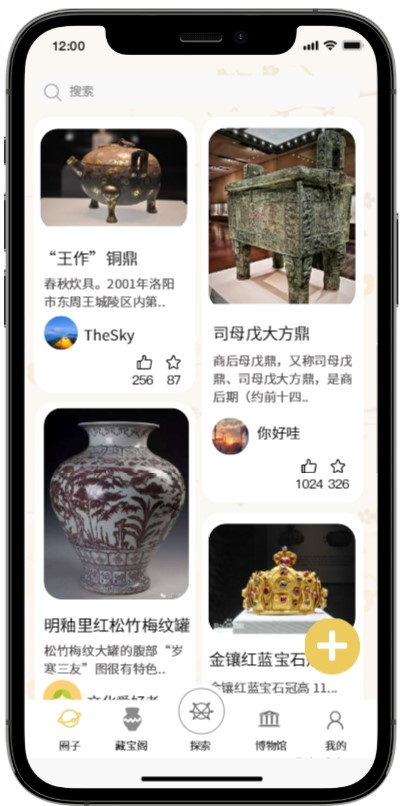 12:00
搜索
“王作”铜鼎
春秋炊具。2001年洛阳
市东周王城陵区内第..
TheSky
256 87
司母戊大方鼎
商后母戊鼎，又称司母戊
鼎、司母戊大方鼎，是商
后期（约前十四..
你好哇
1024 326
明釉里红松竹梅纹罐
松竹梅纹大罐的腹部“岁
寒三友”图很有特色..
金镶红蓝宝石
金镶红蓝宝石冠高 11...
圈子
藏宝阁
探索
博物馆
我的